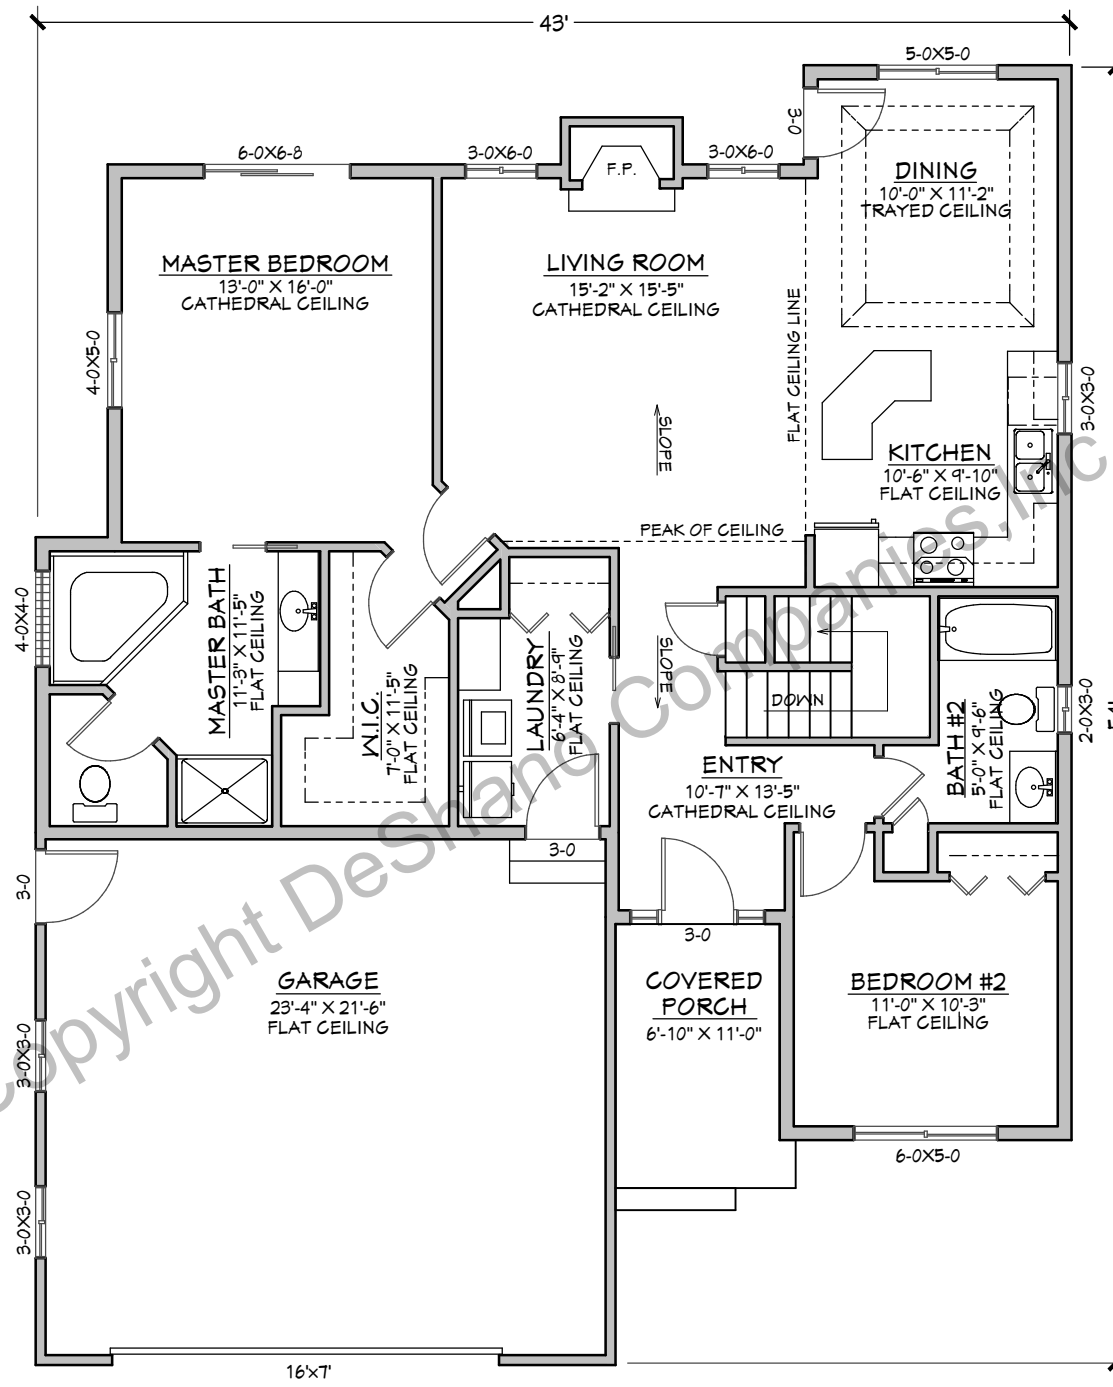 43'
5-0X5-0
3-0
6-0X6-8
3-0X6-0
3-0X6-0
F.P.
DINING
10'-0" X 11'-2"
TRAYED CEILING
MASTER BEDROOM
13'-0" X 16'-0"
CATHEDRAL CEILING
LIVING ROOM
15'-2" X 15'-5"
CATHEDRAL CEILING
FLAT CEILING LINE
4-0X5-0
3-0X3-0
SLOPE
KITCHEN
10'-6" X 9'-10"
FLAT CEILING
PEAK OF CEILING
4-0X4-0
MASTER BATH
11'-3" X 11'-5"
FLAT CEILING
W.I.C.
7'-0" X 11'-5"
FLAT CEILING
LAUNDRY
6'-4" X 8'-9"
FLAT CEILING
SLOPE
DOWN
BATH #2
5'-0" X 9'-6"
FLAT CEILING
2-0X3-0
ENTRY
10'-7" X 13'-5"
CATHEDRAL CEILING
3-0
3-0
3-0
GARAGE
23'-4" X 21'-6"
FLAT CEILING
COVERED
PORCH
6'-10" X 11'-0"
BEDROOM #2
11'-0" X 10'-3"
FLAT CEILING
3-0X3-0
6-0X5-0
3-0X3-0
16'x7'
Copyright DeShano Companies,Inc